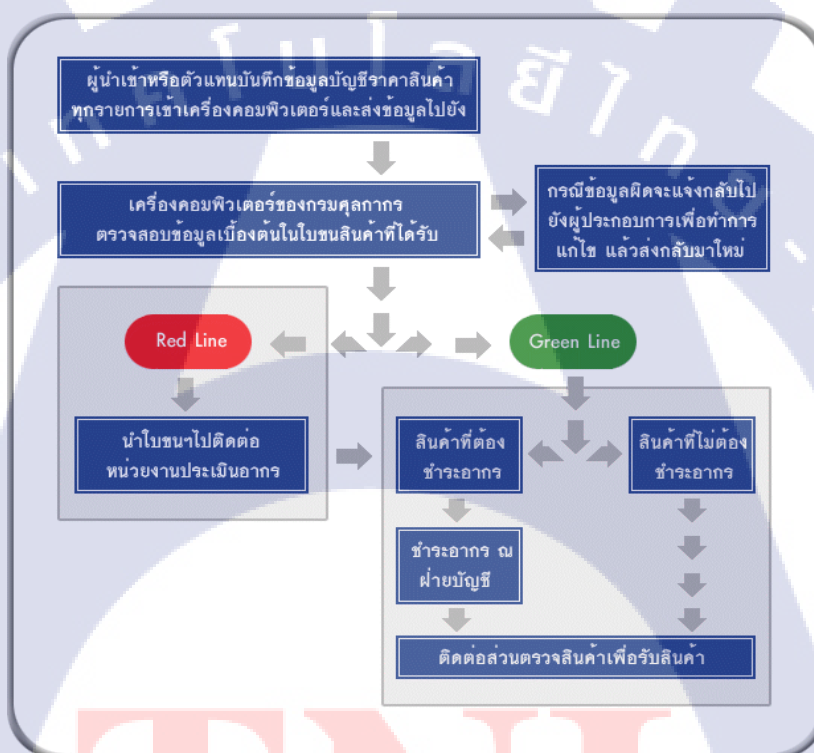 ผู้นำเข้าหรือตัวแทนบันทึกข้อมูลบัญชีราคาสินค้า
ทุกรายการเข้าเครื่องคอมพิวเตอร์และส่งข้อมูลไปยัง
เครื่องคอมพิวเตอร์ของกรมศุลกากร
ตรวจสอบข้อมูลเบื้องต้นในใบขนสินค้าที่ได้รับ
กรณีข้อมูลผิดจะแจ้งกลับไป
ยังผู้ประกอบการเพื่อทำการ
แก้ไข แล้วส่งกลับมาใหม่
Red Line
Green Line
นำใบขนฯไปติดต่อ
หน่วยงานประเมินอากร
สินค้าที่ต้อง
ชำระอากร
สินค้าที่ไม่ต้อง
ชำระอากร
ชำระอากร ณ
ฝ่ายบัญชี
ติดต่อส่วนตรวจสินค้าเพื่อรับสินค้า
TNI